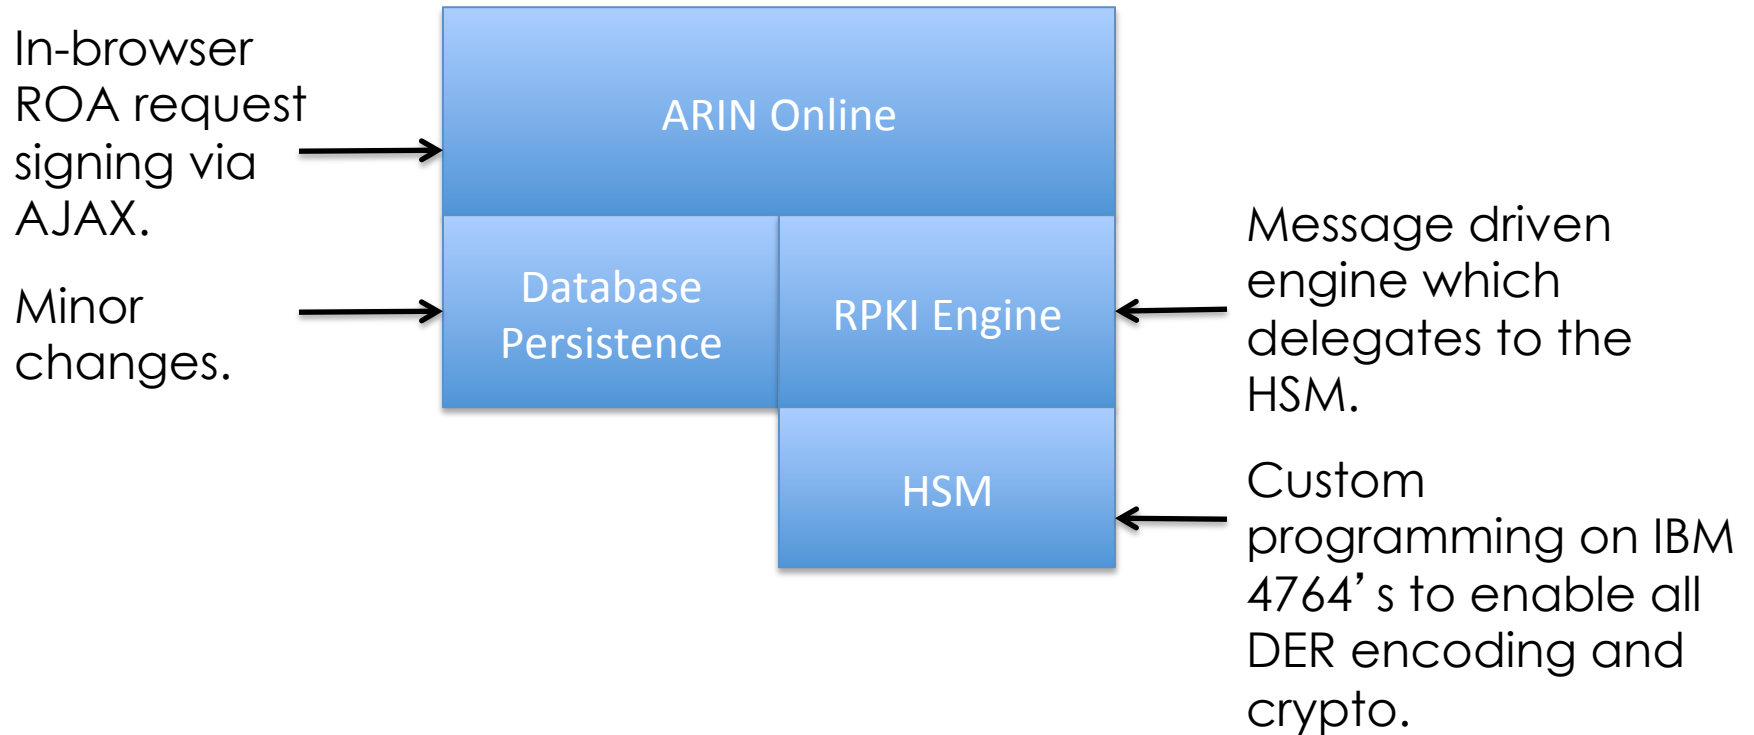 In-browser
ROA request
signing via
AJAX.
Minor
changes.
ARIN Online
Database
Persistence
RPKI Engine
HSM
Message driven
engine which
delegates to the
HSM.
Custom
programming on IBM
4764’s to enable all
DER encoding and
crypto.